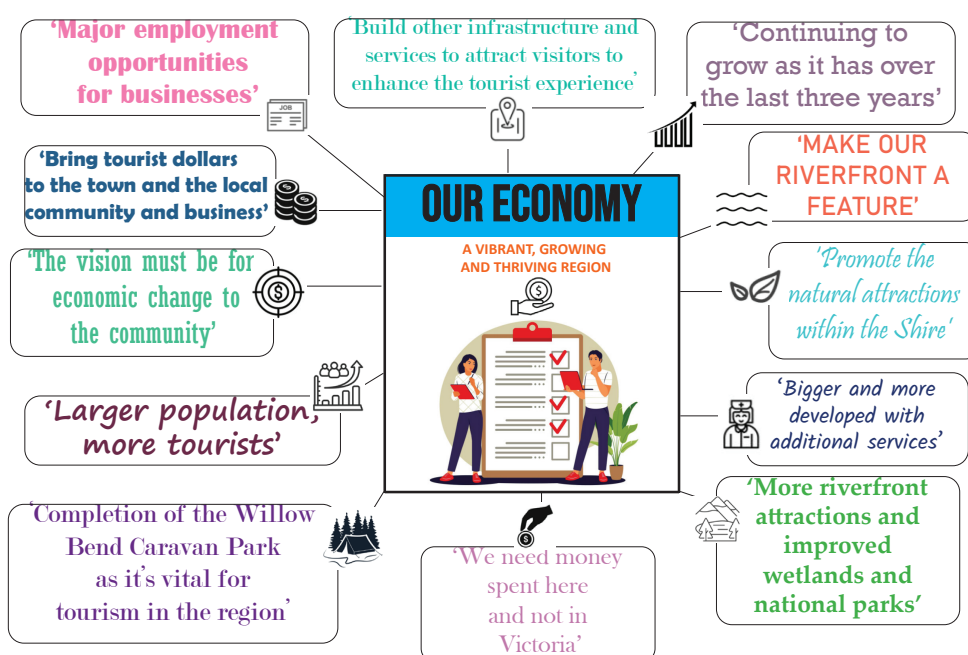 ‘Major employment
opportunities
for businesses’
‘Build other infrastructure and
services to attract visitors to
enhance the tourist experience’
‘Continuing to
grow as it has over
the last three years’
JOB
‘Bring tourist dollars
to the town and the local
community and business’
OUR ECONOMY
A VIBRANT, GROWING
AND THRIVING REGION
‘MAKE OUR
RIVERFRONT A
FEATURE’
‘The vision must be for
economic change to
the community’
‘Promote the
natural attractions
within the Shire‘
‘Larger population,
more tourists’
‘Bigger and more
developed with
additional services’
‘Completion of the Willow
Bend Caravan Park
as it’s vital for
tourism in the region’
‘We need money
spent here
and not in
Victoria’
‘More riverfront
attractions and
improved
wetlands and
national parks’